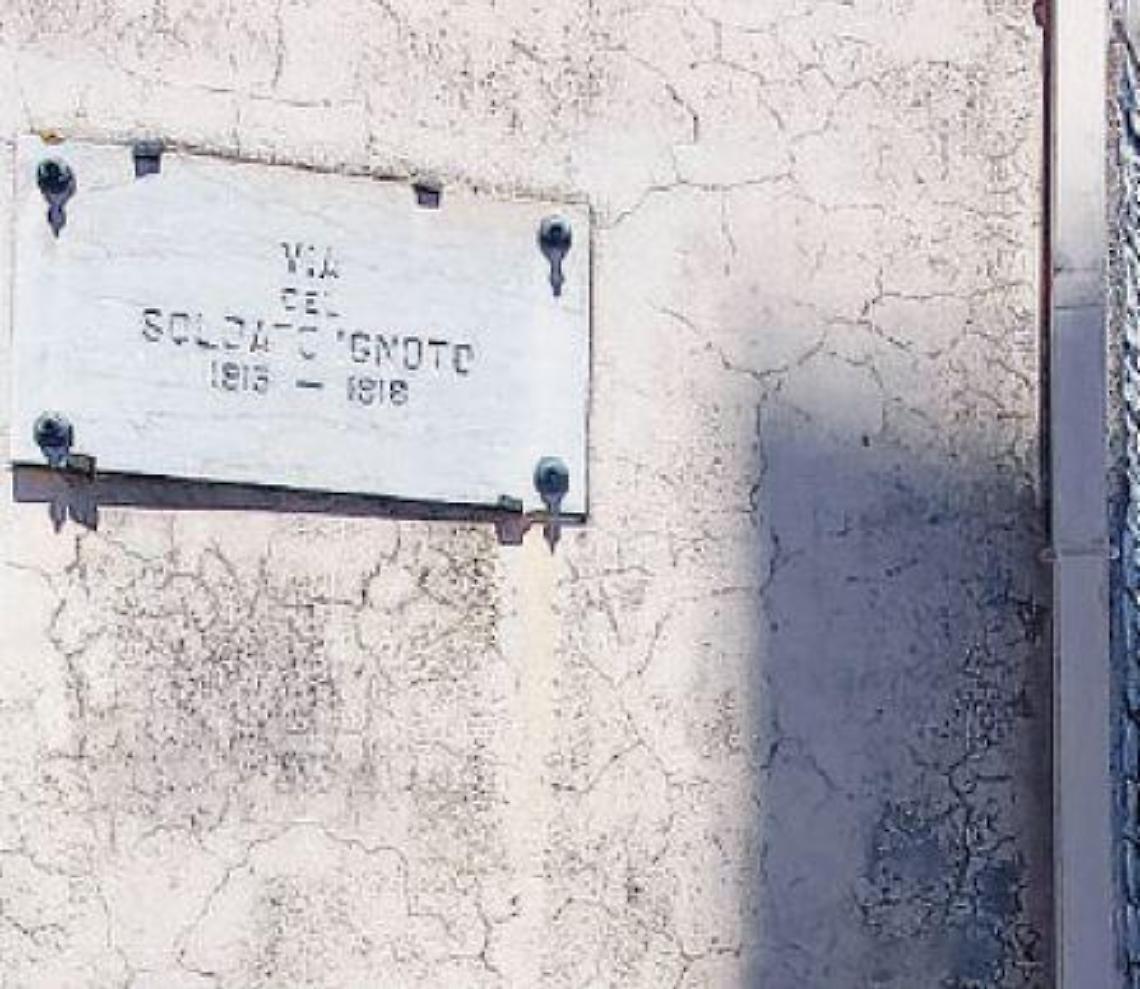 VIA
DEL
SOLDATO IGNOTO
1915 — 1918